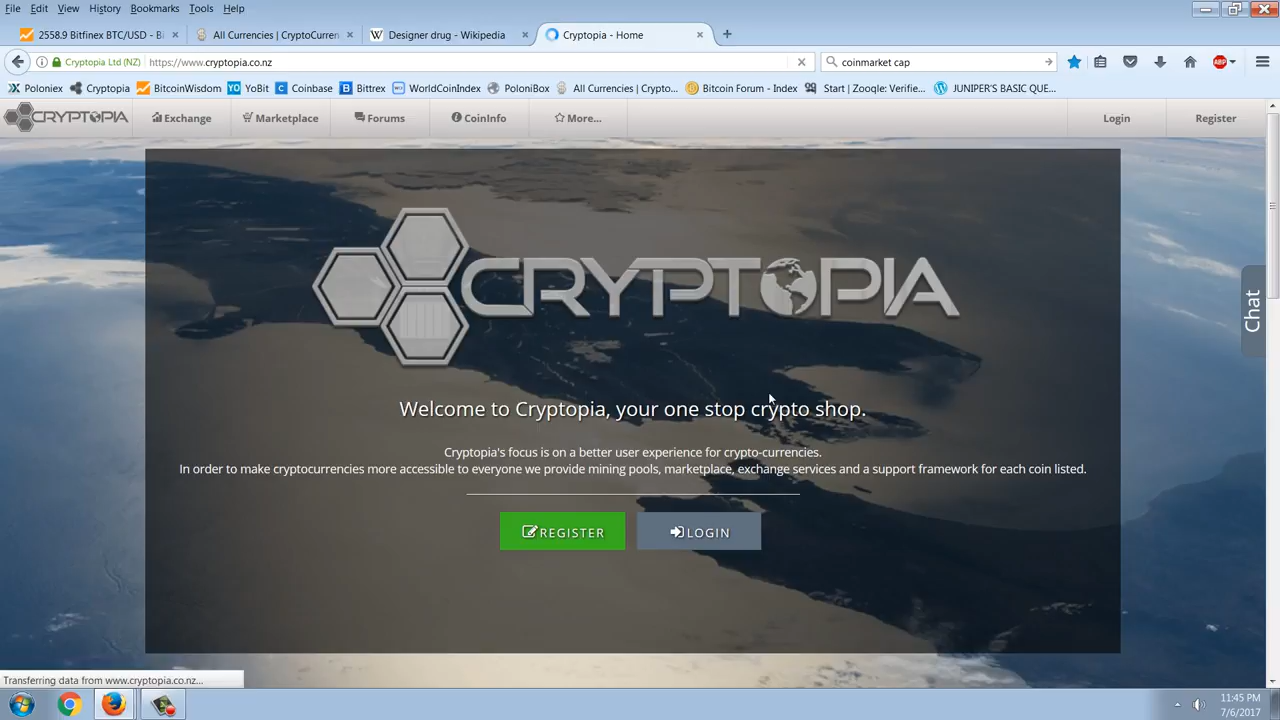 File Edit View History Bookmarks Tools Help
2558.9 Bitfinex BTC/USD - Bi
All Currencies | CryptoCurren
Designer drug - Wikipedia
Cryptopia - Home
Cryptopia Ltd (NZ) https://www.cryptopia.co.nz
coinmarket cap
ABP
Poloniex Cryptopia BitcoinWisdom YoBit Coinbase Bittrex WorldCoinIndex PoloniBox All Currencies | Crypto... Bitcoin Forum - Index Start | Zooqle: Verifie... JUNIPER'S BASIC QUE...
CRYPTOPIA Exchange Marketplace Forums CoinInfo More... Login Register
CRYPTOPIA
Chat
Welcome to Cryptopia, your one stop crypto shop.
Cryptopia's focus is on a better user experience for crypto-currencies.
In order to make cryptocurrencies more accessible to everyone we provide mining pools, marketplace, exchange services and a support framework for each coin listed.
REGISTER LOGIN
Transferring data from www.cryptopia.co.nz...
11:45 PM
7/6/2017